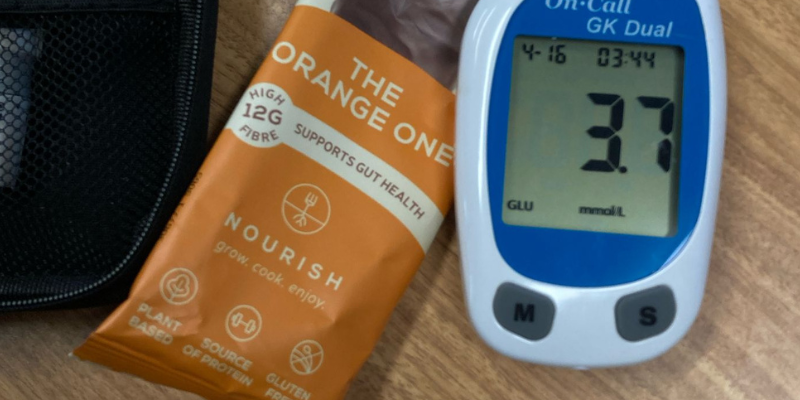 THE
ORANGE ONE
HIGH
12G
FIBRE
SUPPORTS GUT HEALTH
NOURISH
grow. cook. enjoy.
PLANT
BASED
SOURCE
OF PROTEIN
GLUTEN
On·Call
GK Dual
4-16 03:44
3.7
GLU mmol/L
M S